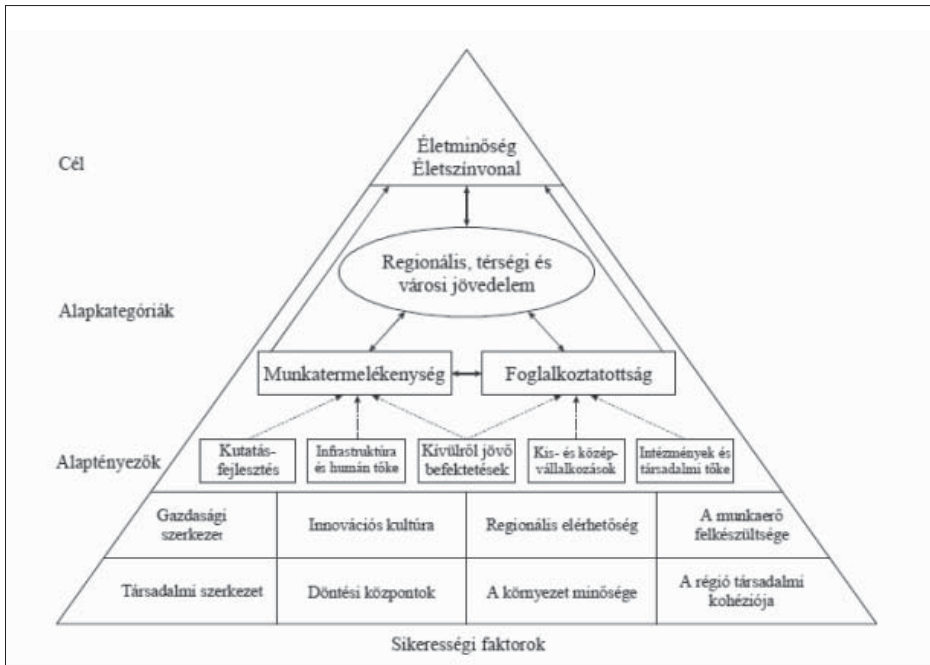 Cél
Életminőség
Életszínvonal
Regionális, térségi és
városi jövedelem
Alapkategóriák
Munkatermelékenység
Foglalkoztatottság
Alaptényezők
Kutatás-
fejlesztés
Infrastruktúra
és humán tőke
Kívülről jövő
befektetések
Kis- és közép-
vállalkozások
Intézmények és
társadalmi tőke
Gazdasági
szerkezet
Innovációs kultúra
Regionális elérhetőség
A munkaerő
felkészültsége
Társadalmi szerkezet
Döntési központok
A környezet minősége
A régió társadalmi
kohéziója
Sikerességi faktorok